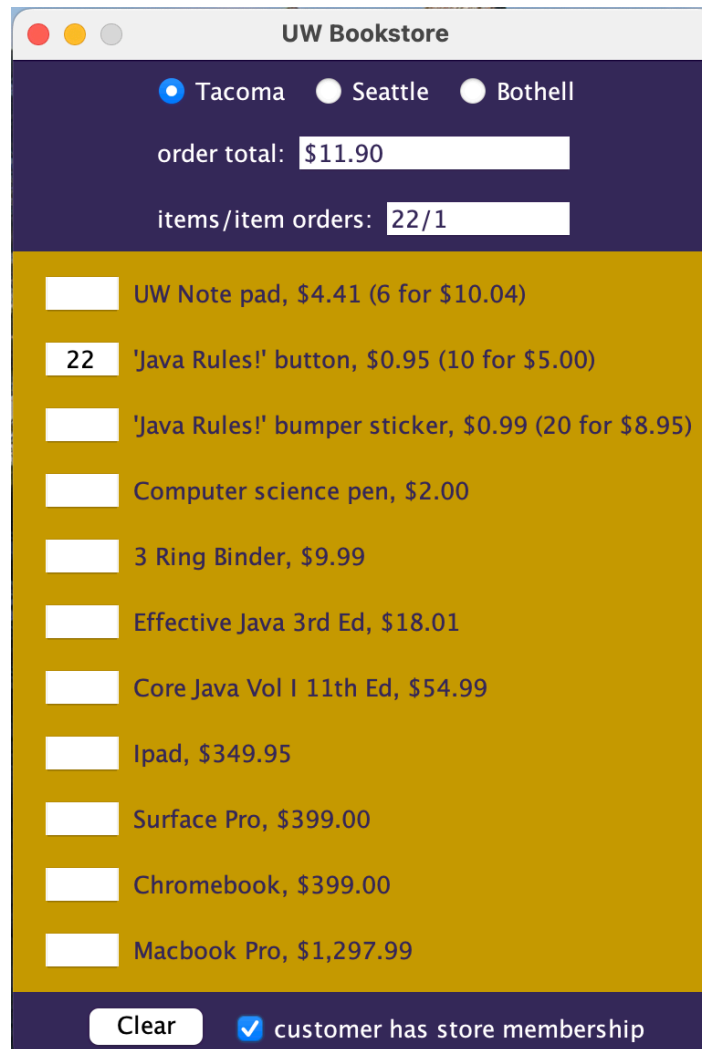 UW Bookstore
Tacoma Seattle Bothell
order total: $11.90
items/item orders: 22/1
UW Note pad, $4.41 (6 for $10.04)
22 'Java Rules!' button, $0.95 (10 for $5.00)
'Java Rules!' bumper sticker, $0.99 (20 for $8.95)
Computer science pen, $2.00
3 Ring Binder, $9.99
Effective Java 3rd Ed, $18.01
Core Java Vol I 11th Ed, $54.99
Ipad, $349.95
Surface Pro, $399.00
Chromebook, $399.00
Macbook Pro, $1,297.99
Clear customer has store membership